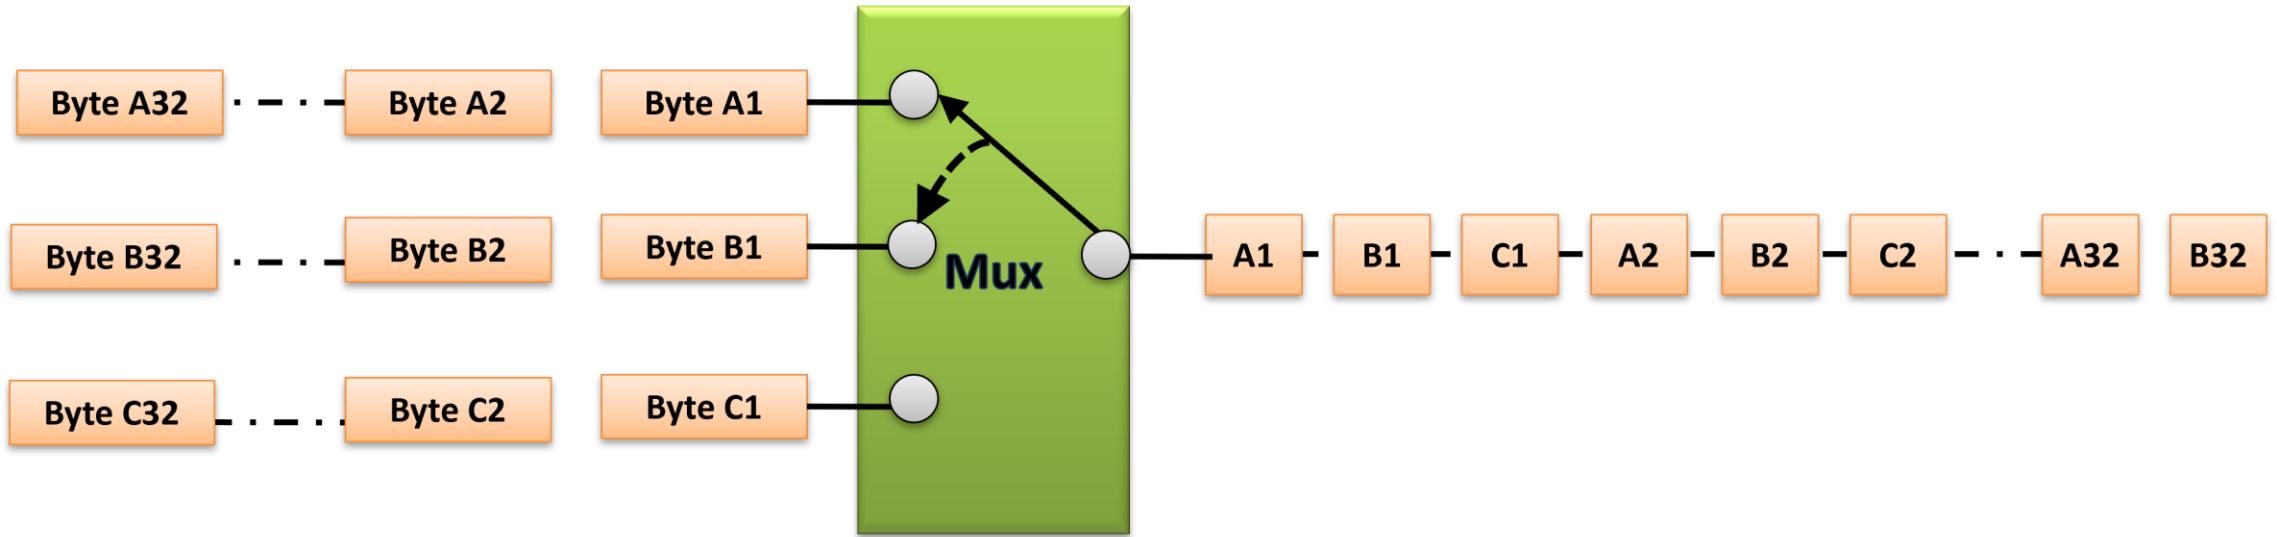 Byte A32
Byte A2
Byte A1
Byte B32
Byte B2
Byte B1
Mux
A1
B1
C1
A2
B2
C2
A32
B32
Byte C32
Byte C2
Byte C1